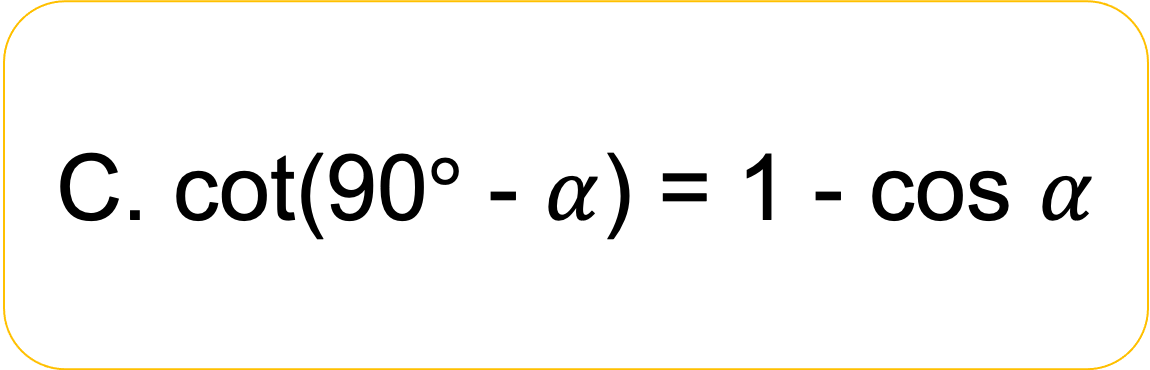 C. cot(90° - α) = 1 - cos α